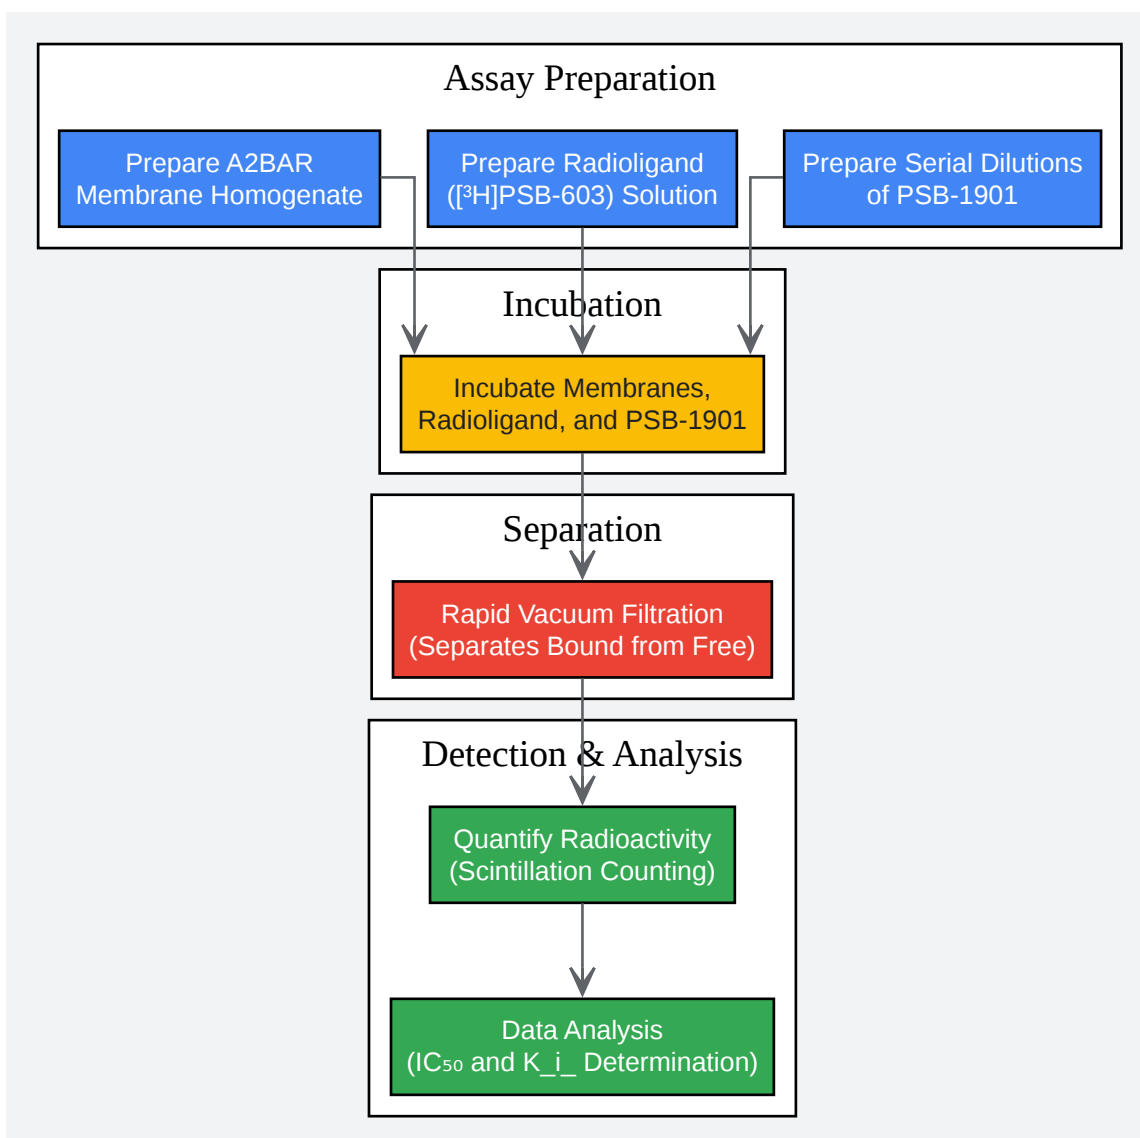 Assay Preparation
Prepare A2BAR
Membrane Homogenate
Prepare Radioligand
([³H]PSB-603) Solution
Prepare Serial Dilutions
of PSB-1901
Incubation
Incubate Membranes,
Radioligand, and PSB-1901
Separation
Rapid Vacuum Filtration
(Separates Bound from Free)
Detection & Analysis
Quantify Radioactivity
(Scintillation Counting)
Data Analysis
(IC₅₀ and K_i_ Determination)